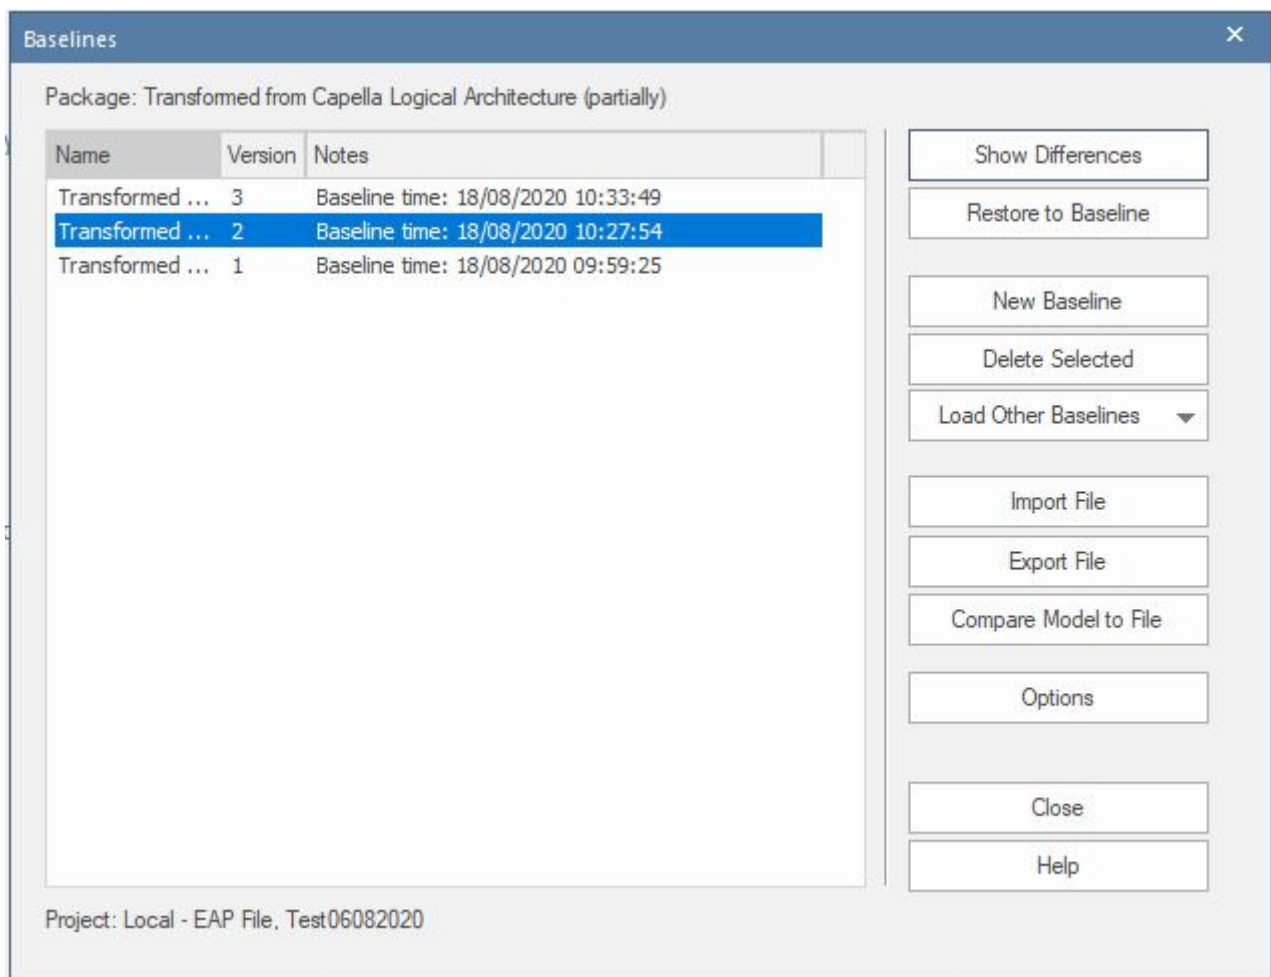 Baselines
Package: Transformed from Capella Logical Architecture (partially)
Name Version Notes
Transformed ... 3 Baseline time: 18/08/2020 10:33:49
Transformed ... 2 Baseline time: 18/08/2020 10:27:54
Transformed ... 1 Baseline time: 18/08/2020 09:59:25
Show Differences
Restore to Baseline
New Baseline
Delete Selected
Load Other Baselines
Import File
Export File
Compare Model to File
Options
Close
Help
Project: Local - EAP File, Test06082020